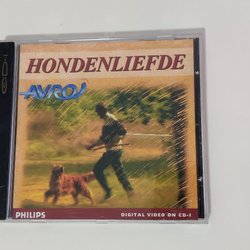 HONDENLIEFDE
AVRO
PHILIPS
DIGITAL VIDEO ON CD-I